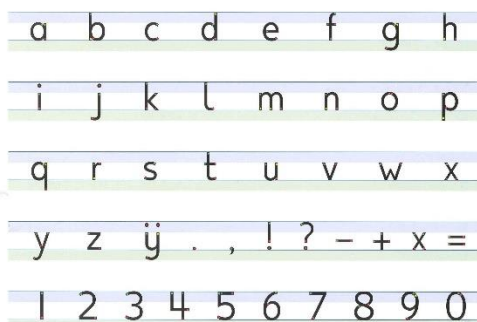 a b c d e f g h
i j k l m n o p
q r s t u v w x
y z ÿ . , ! ? - + x =
1 2 3 4 5 6 7 8 9 0